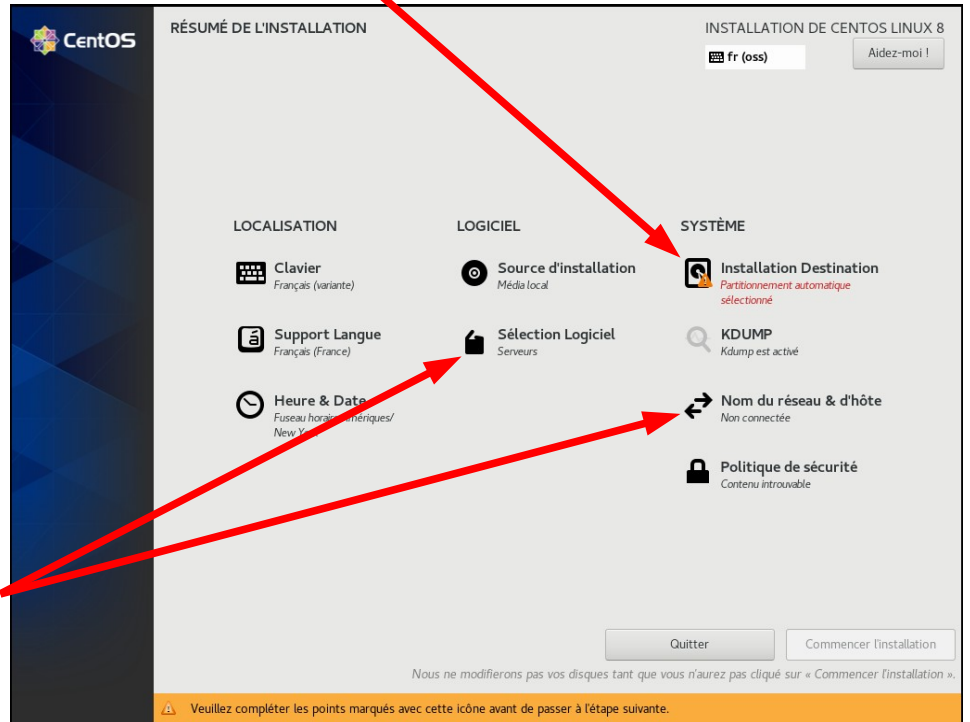 CentOS
RÉSUMÉ DE L'INSTALLATION
INSTALLATION DE CENTOS LINUX 8
fr (oss)
Aidez-moi !
LOCALISATION
Clavier
Français (variante)
Support Langue
Français (France)
Heure & Date
Fuseau horaire
New
LOGICIEL
Source d'installation
Média local
Sélection Logiciel
Serveurs
SYSTÈME
Installation Destination
Partitionnement automatique
sélectionné
KDUMP
Kdump est activé
Nom du réseau & d'hôte
Non connectée
Politique de sécurité
Contenu introuvable
Quitter
Commencer l'installation
Nous ne modifierons pas vos disques tant que vous n'aurez pas cliqué sur « Commencer l'installation ».
Veuillez compléter les points marqués avec cette icône avant de passer à l'étape suivante.